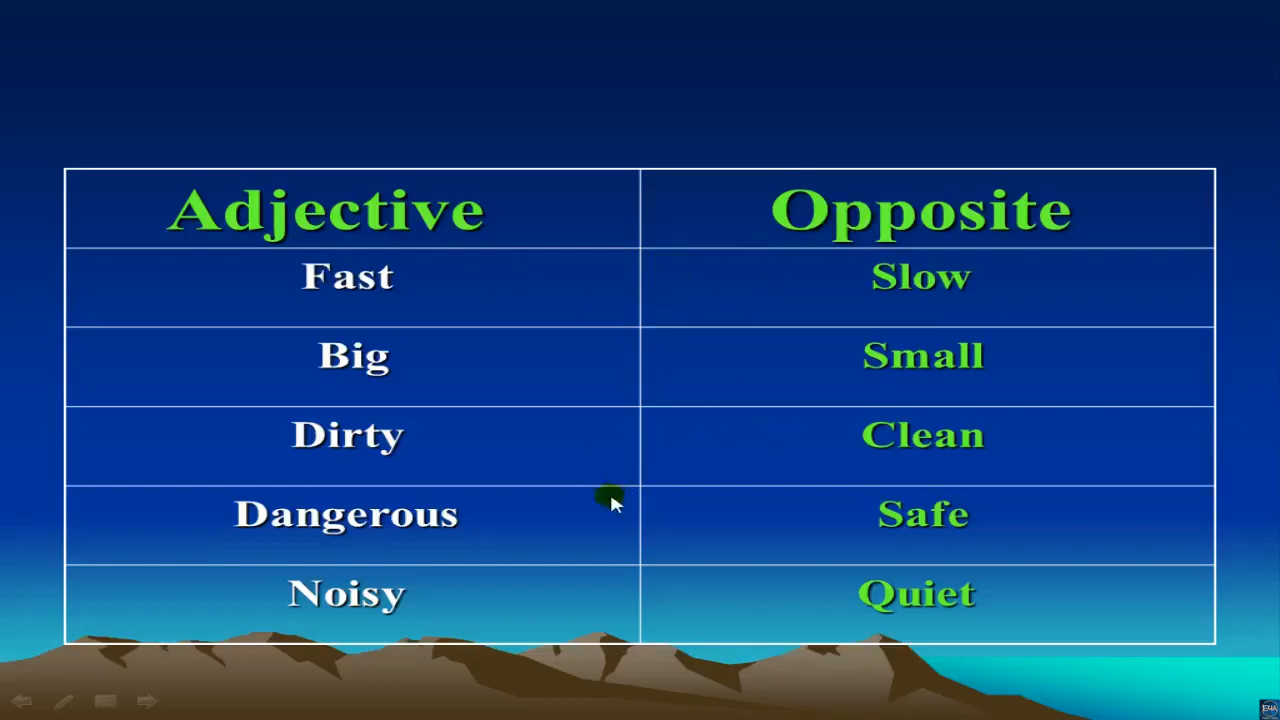 Adjective Opposite
Fast Slow
Big Small
Dirty Clean
Dangerous Safe
Noisy Quiet